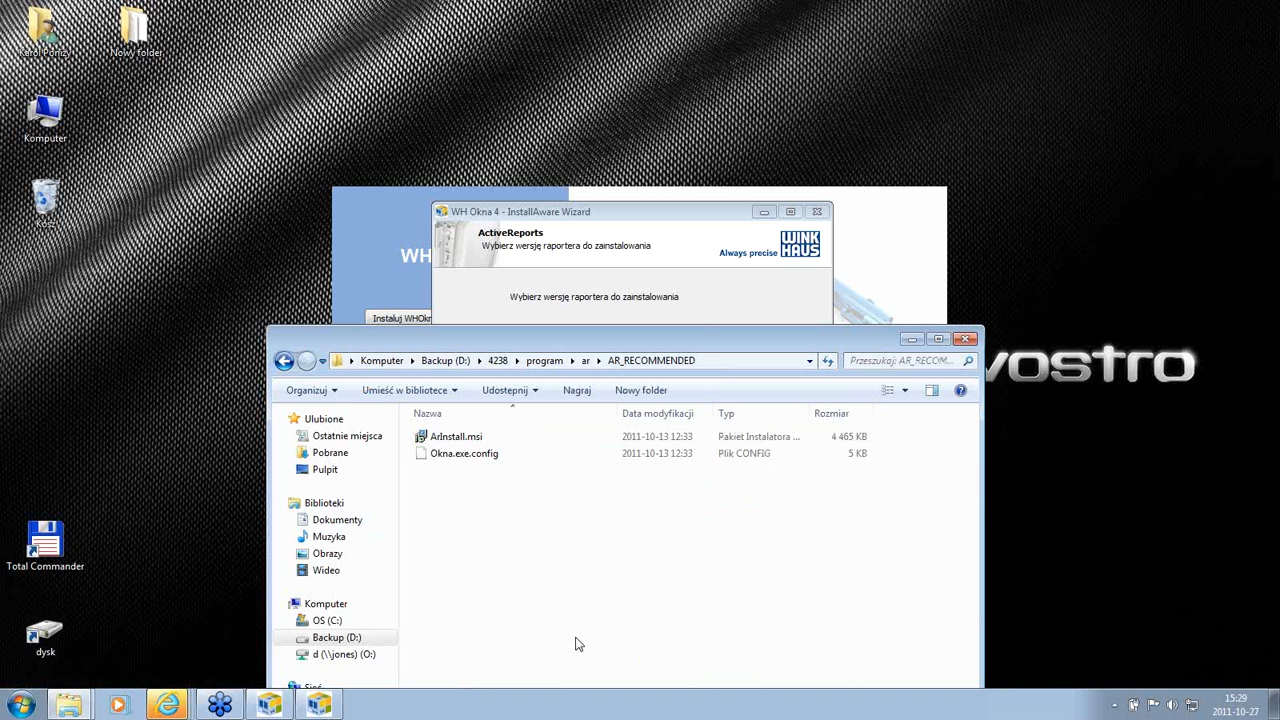 Karol Ponzy
Nowy folder
Komputer
Kosz
Total Commander
dysk
vostro
WH
Instaluj WHOkn
WH Okna 4 - InstallAware Wizard
ActiveReports
Wybierz wersję raportera do zainstalowania
Always precise
WINK
HAUS
Wybierz wersję raportera do zainstalowania
Komputer
Backup (D:)
4238
program
ar
AR_RECOMMENDED
Przeszukaj: AR_RECOM...
Organizuj
Umieść w bibliotece
Udostępnij
Nagraj
Nowy folder
Nazwa
Data modyfikacji
Typ
Rozmiar
ArInstall.msi
2011-10-13 12:33
Pakiet Instalatora ...
4 465 KB
Okna.exe.config
2011-10-13 12:33
Plik CONFIG
5 KB
Ulubione
Ostatnie miejsca
Pobrane
Pulpit
Biblioteki
Dokumenty
Muzyka
Obrazy
Wideo
Komputer
OS (C:)
Backup (D:)
d (\\jones) (O:)
15:29
2011-10-27